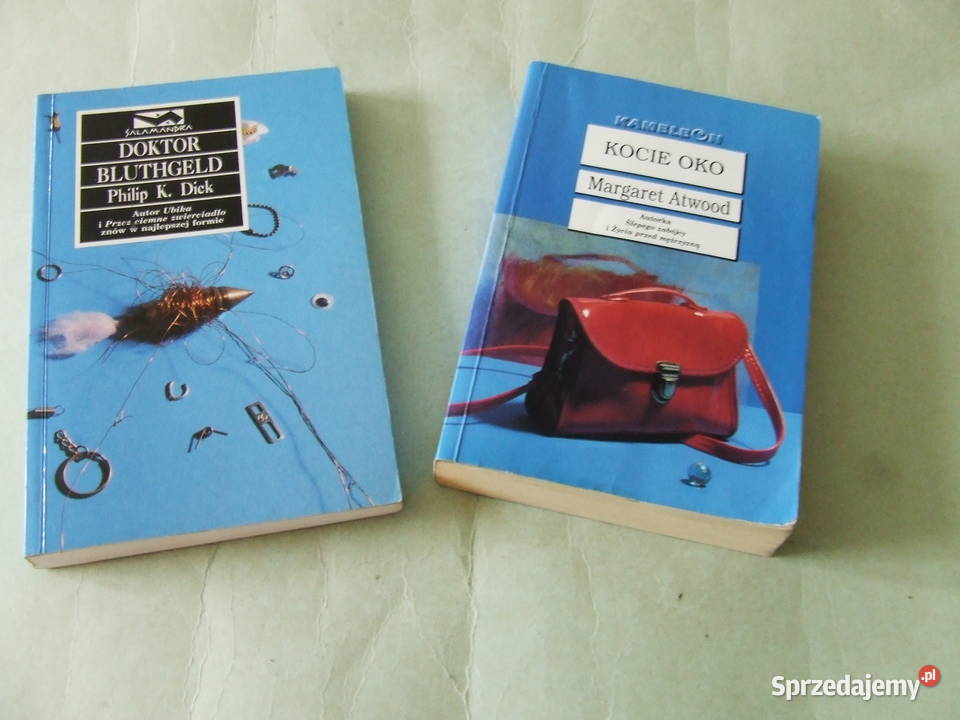 SALAMANDRA
DOKTOR
BLUTHGELD
Philip K. Dick
Autor Ubika
i Przez ciemne zwierciadło
znów w najlepszej formie
KAMELEON
KOCIE OKO
Margaret Atwood
Autorka
Ślepego zabójcy
i Życia przed mężczyzną
Sprzedajemy.pl